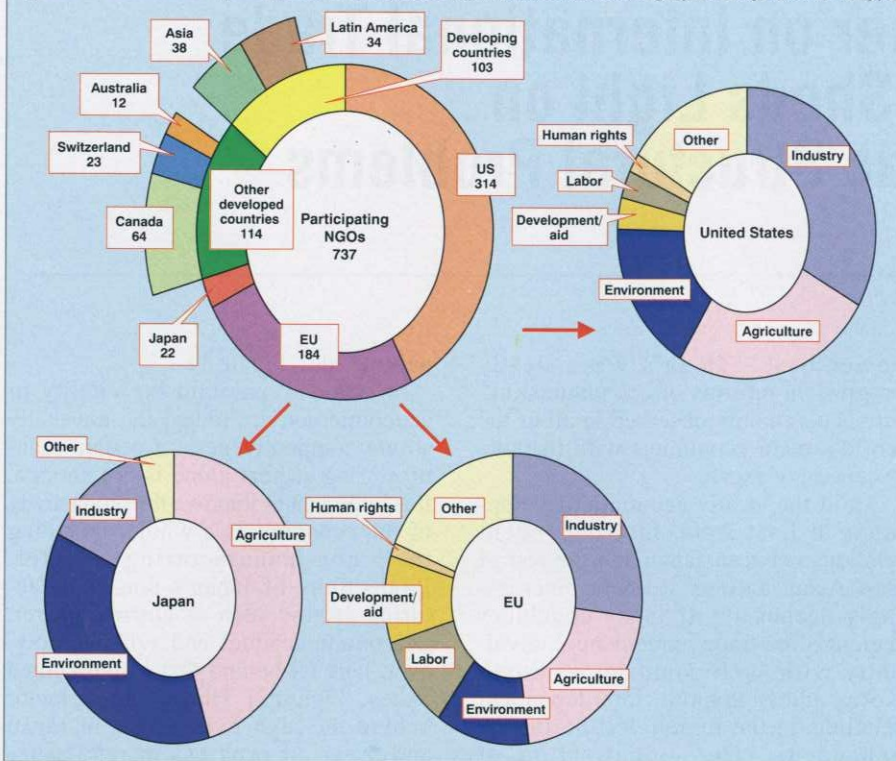 Asia
38
Latin America
34
Developing
countries
103
Australia
12
Switzerland
23
Canada
64
Other
developed
countries
114
Participating
NGOs
737
US
314
Japan
22
EU
184
Human rights
Other
Industry
Labor
Development/
aid
United States
Environment
Agriculture
Other
Industry
Agriculture
Japan
Environment
Human rights
Other
Industry
Development/
aid
EU
Labor
Agriculture
Environment